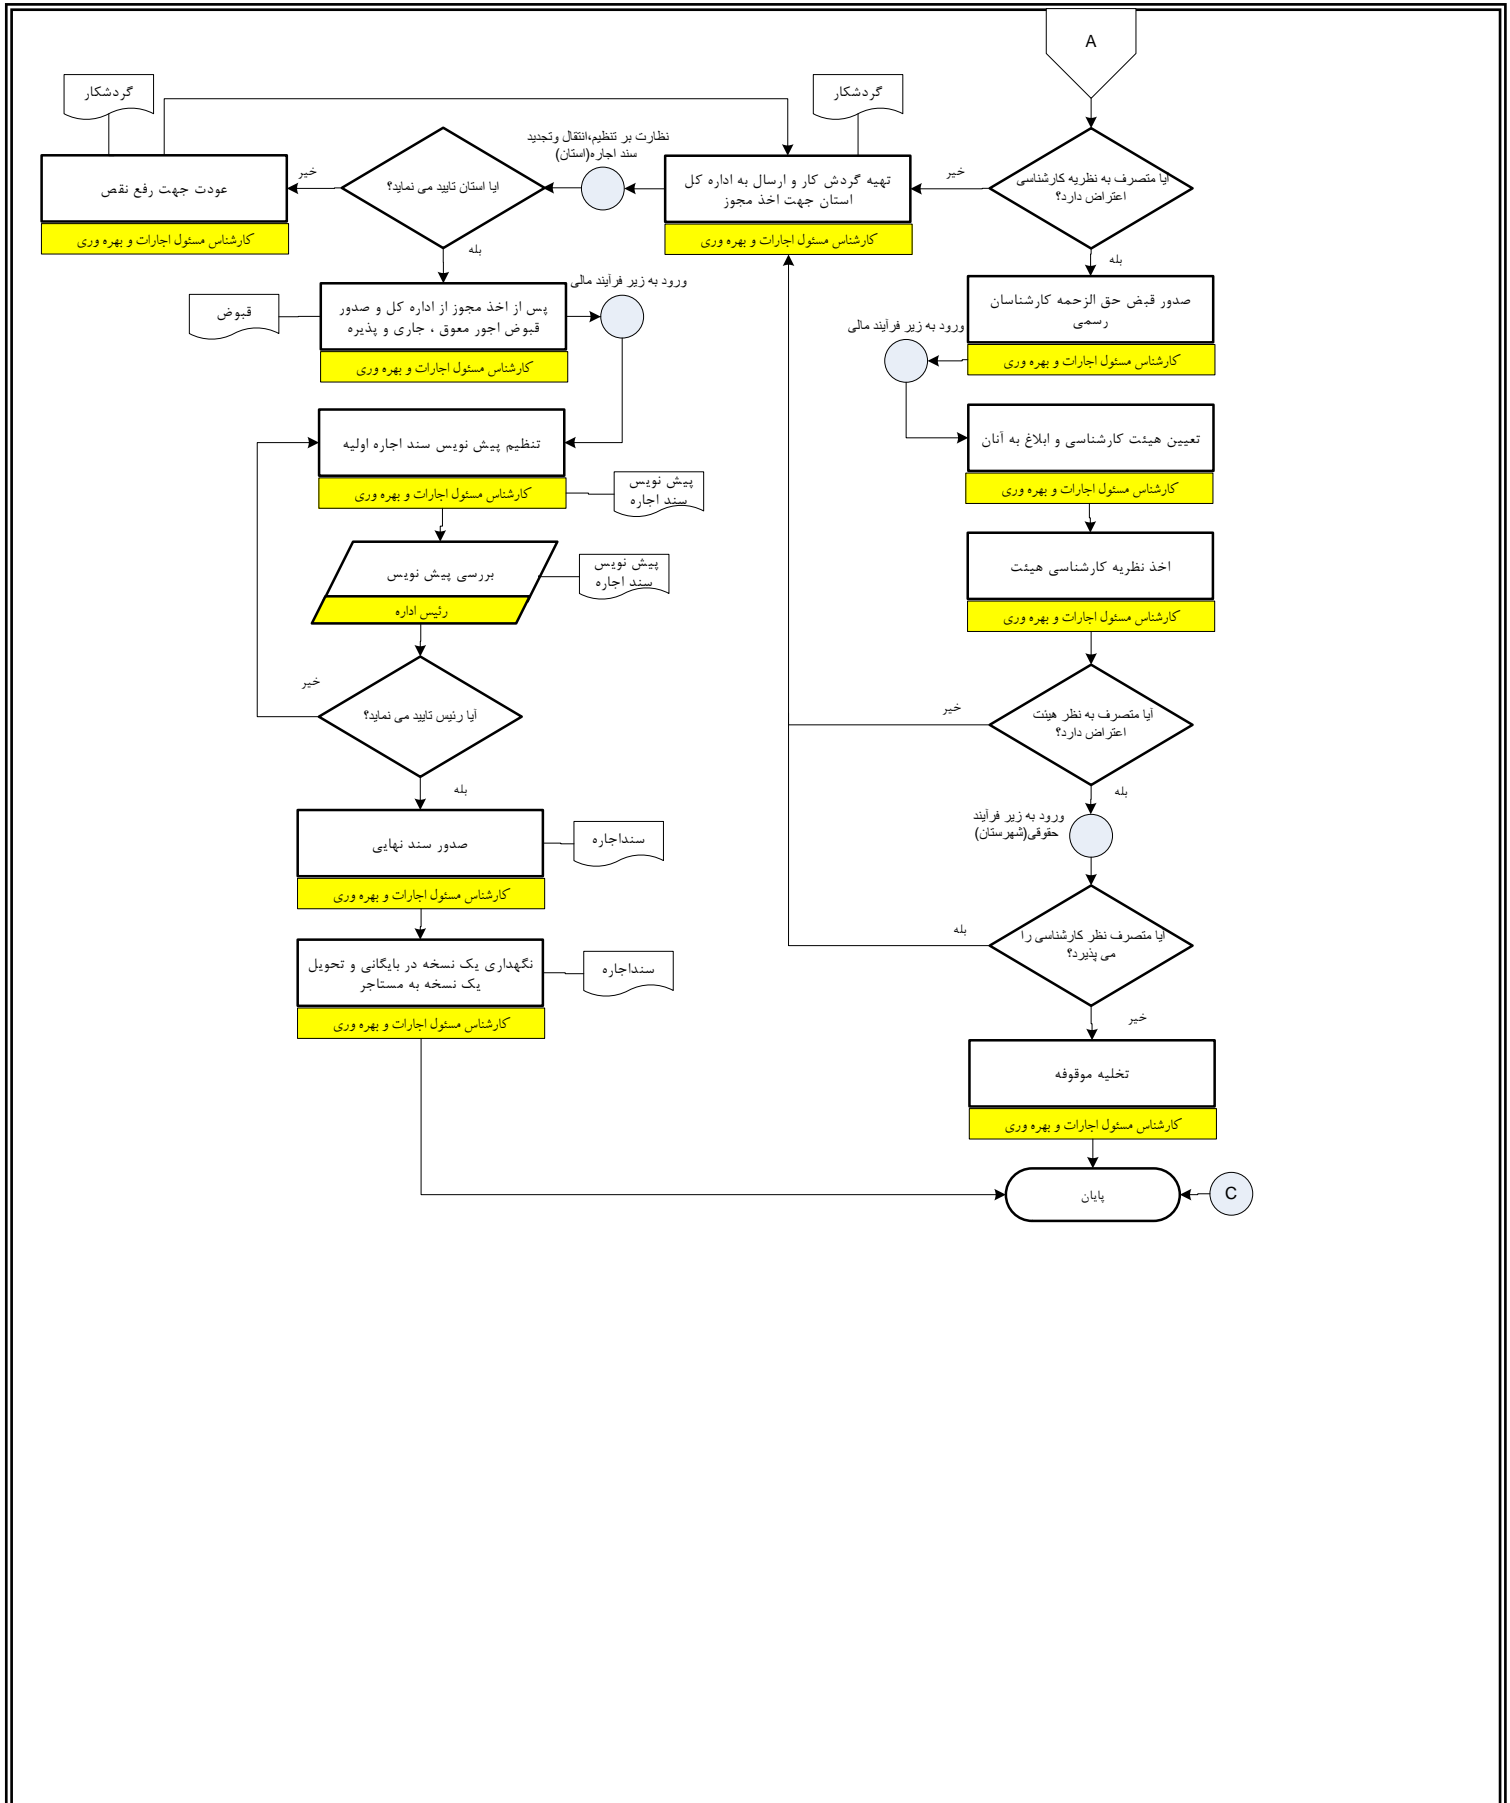 A
آیا متصرف به نظریه کارشناسی
اعتراض دارد؟
خیر
بله
گردشکار
تهیه گردش کار و ارسال به اداره کل
استان جهت اخذ مجوز
کارشناس مسئول اجارات و بهره وری
نظارت بر تنظیم،انتقال وتجدید
سند اجاره(استان)
ایا استان تایید می نماید؟
خیر
بله
گردشکار
عودت جهت رفع نقص
کارشناس مسئول اجارات و بهره وری
صدور قبض حق الزحمه کارشناسان
رسمی
کارشناس مسئول اجارات و بهره وری
ورود به زیر فرآیند مالی
تعیین هیئت کارشناسی و ابلاغ به آنان
کارشناس مسئول اجارات و بهره وری
اخذ نظریه کارشناسی هیئت
کارشناس مسئول اجارات و بهره وری
آیا متصرف به نظر هیئت
اعتراض دارد؟
خیر
بله
ورود به زیر فرآیند
حقوقی(شهرستان)
ایا متصرف نظر کارشناسی را
می پذیرد؟
بله
خیر
تخلیه موقوفه
کارشناس مسئول اجارات و بهره وری
پایان
C
ورود به زیر فرآیند مالی
پس از اخذ مجوز از اداره کل و صدور
قبوض اجور معوق ، جاری و پذیره
کارشناس مسئول اجارات و بهره وری
قبوض
تنظیم پیش نویس سند اجاره اولیه
کارشناس مسئول اجارات و بهره وری
پیش نویس
سند اجاره
بررسی پیش نویس
رئیس اداره
پیش نویس
سند اجاره
آیا رئیس تایید می نماید؟
خیر
بله
صدور سند نهایی
کارشناس مسئول اجارات و بهره وری
سنداجاره
نگهداری یک نسخه در بایگانی و تحویل
یک نسخه به مستاجر
کارشناس مسئول اجارات و بهره وری
سنداجاره